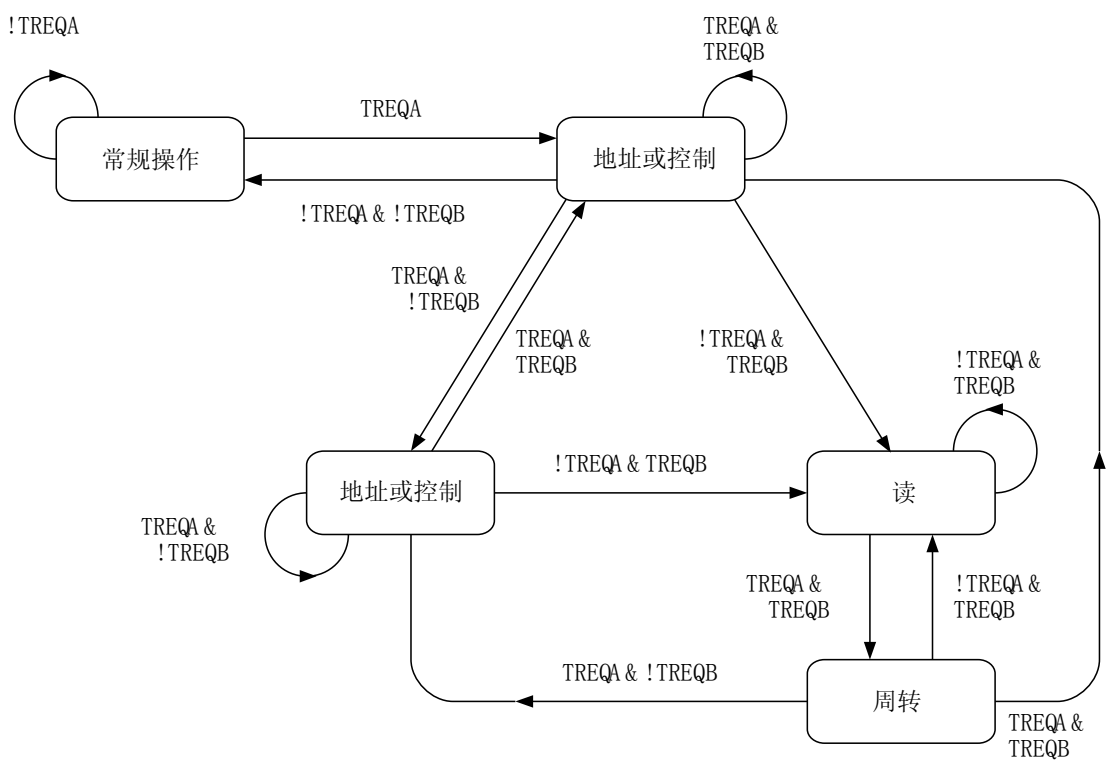 !TREQA
TREQA &
TREQB
TREQA
常规操作
地址或控制
!TREQA & !TREQB
TREQA &
!TREQB
TREQA &
TREQB
!TREQA &
TREQB
!TREQA &
TREQB
!TREQA & TREQB
地址或控制
读
TREQA &
!TREQB
TREQA &
TREQB
!TREQA &
TREQB
TREQA & !TREQB
周转
TREQA &
TREQB